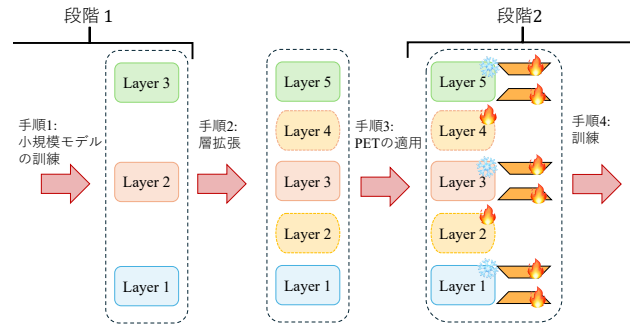 段階 1
段階2
手順1:
小規模モデル
の訓練
Layer 3
Layer 2
Layer 1
手順2:
層拡張
Layer 5
Layer 4
Layer 3
Layer 2
Layer 1
手順3:
PETの適用
Layer 5
Layer 4
Layer 3
Layer 2
Layer 1
手順4:
訓練